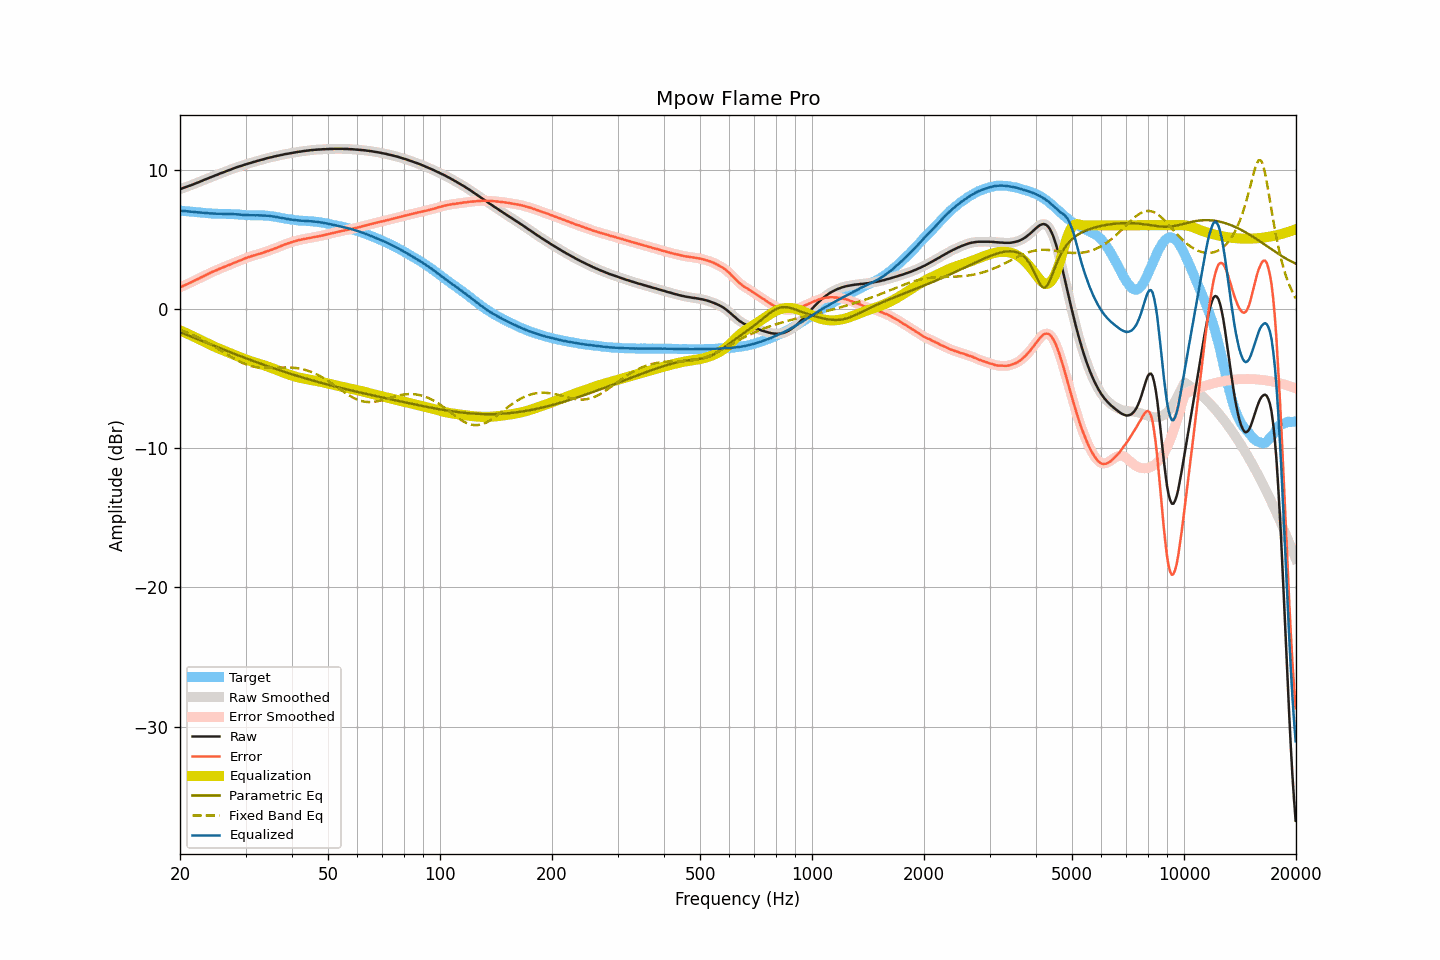 Mpow Flame Pro
10
0
−10
−20
−30
Amplitude (dBr)
Target
Raw Smoothed
Error Smoothed
Raw
Error
Equalization
Parametric Eq
Fixed Band Eq
Equalized
20 50 100 200 500 1000 2000 5000 10000 20000
Frequency (Hz)